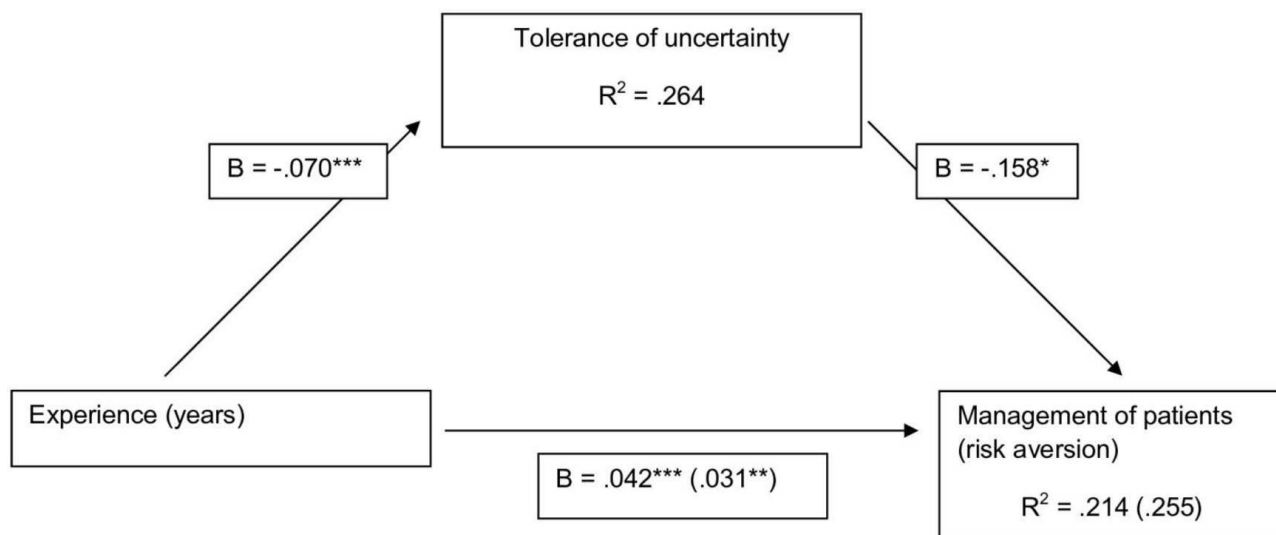 Tolerance of uncertainty
R² = .264
B = -.070***
B = -.158*
Experience (years)
Management of patients
(risk aversion)
B = .042*** (.031**)
R² = .214 (.255)